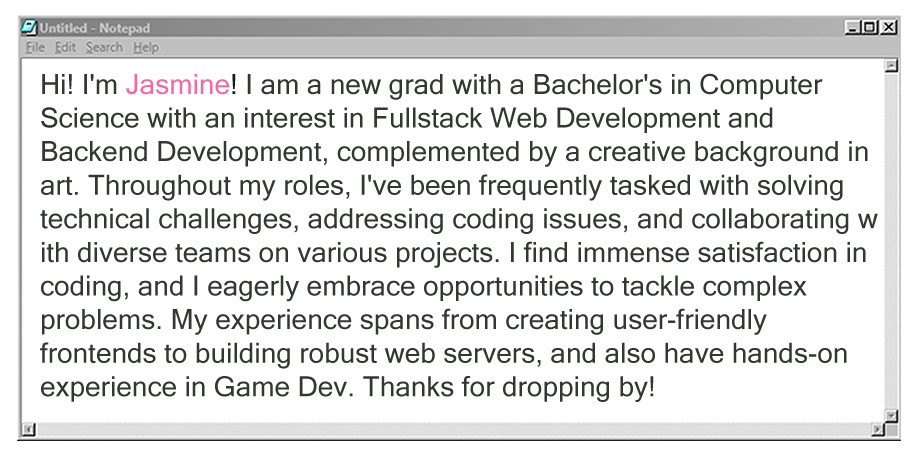 Untitled - Notepad
File Edit Search Help
Hi! I'm Jasmine! I am a new grad with a Bachelor's in Computer
Science with an interest in Fullstack Web Development and
Backend Development, complemented by a creative background in
art. Throughout my roles, I've been frequently tasked with solving
technical challenges, addressing coding issues, and collaborating w
ith diverse teams on various projects. I find immense satisfaction in
coding, and I eagerly embrace opportunities to tackle complex
problems. My experience spans from creating user-friendly
frontends to building robust web servers, and also have hands-on
experience in Game Dev. Thanks for dropping by!